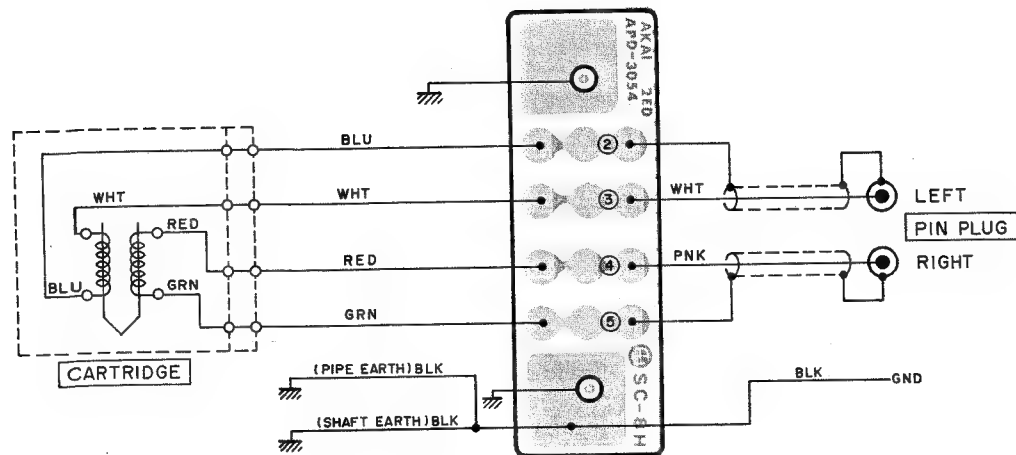 AKAI 2ED
APD-3054
BLU
②
WHT
WHT
③
WHT
LEFT
PIN PLUG
RED
RED
④
PNK
RIGHT
BLU
GRN
GRN
⑤
CARTRIDGE
(PIPE EARTH) BLK
(SHAFT EARTH) BLK
SC-8H
BLK
GND